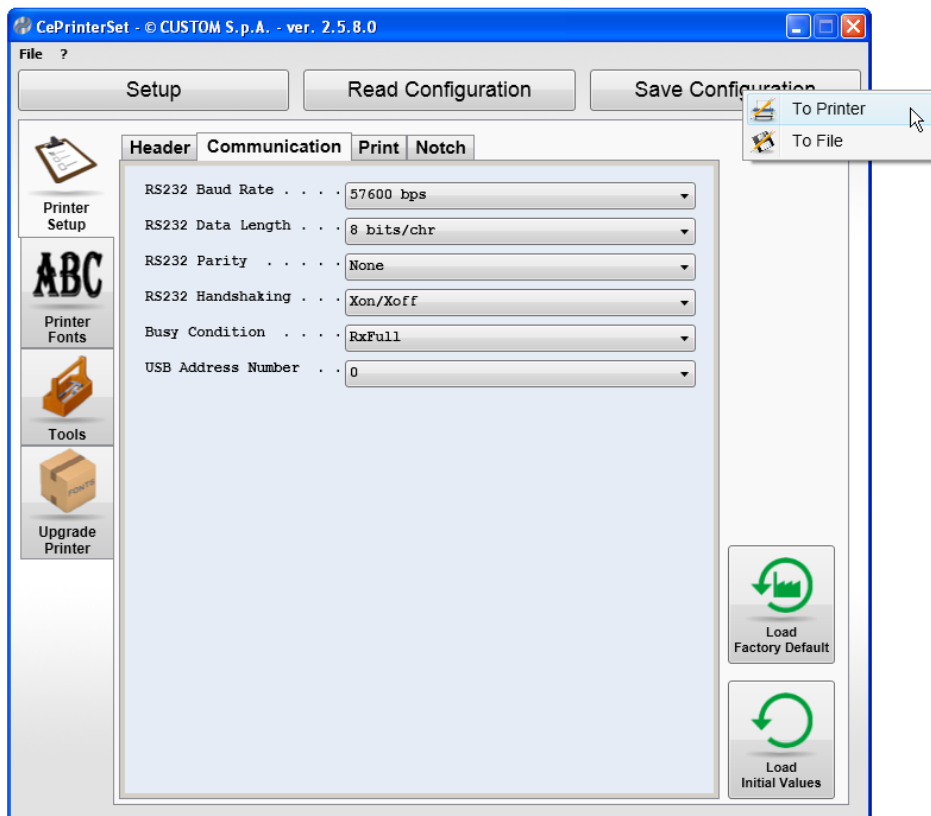 CePrinterSet - © CUSTOM S.p.A. - ver. 2.5.8.0
File ?
Setup Read Configuration Save Configuration
To Printer
To File
Printer
Setup
Printer
Fonts
Tools
FONTS
Upgrade
Printer
Header Communication Print Notch
RS232 Baud Rate . . . . 57600 bps
RS232 Data Length . . . 8 bits/chr
RS232 Parity . . . . . None
RS232 Handshaking . . . Xon/Xoff
Busy Condition . . . . RxFull
USB Address Number . . 0
Load
Factory Default
Load
Initial Values
ABC